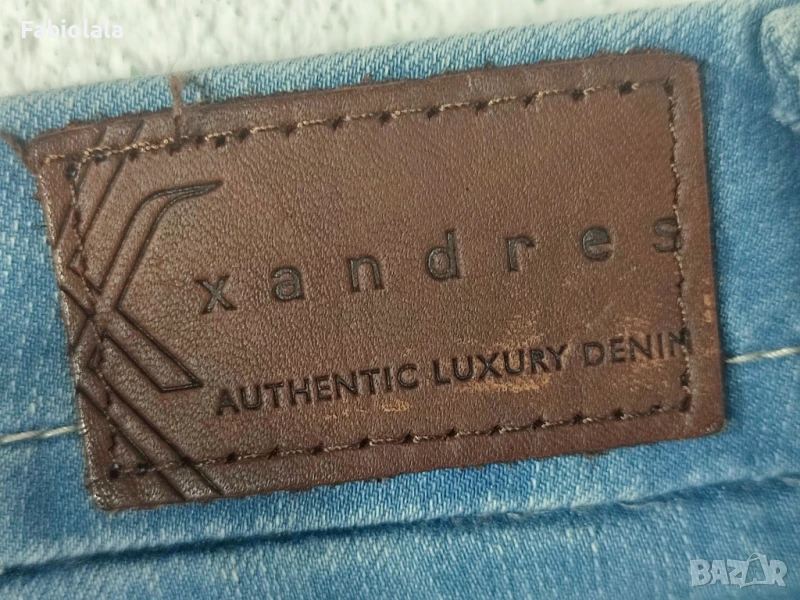 Fabiolala
xandres
AUTHENTIC LUXURY DENIM
BAZAR